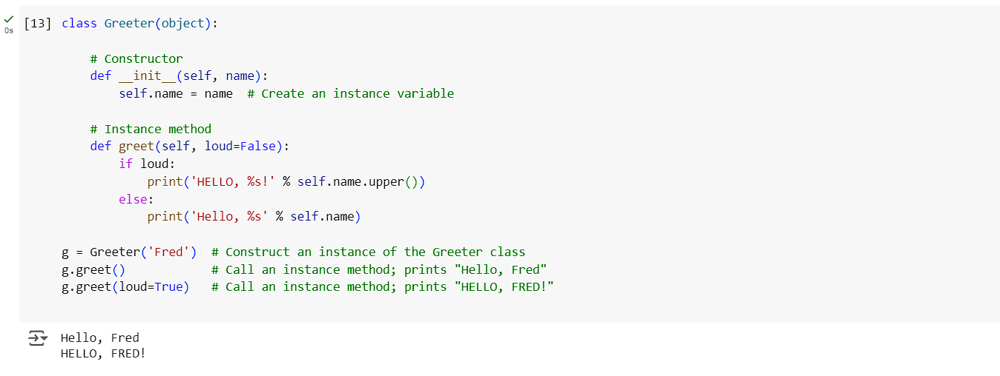 [13] class Greeter(object):
# Constructor
def __init__(self, name):
self.name = name  # Create an instance variable
# Instance method
def greet(self, loud=False):
if loud:
print('HELLO, %s!' % self.name.upper())
else:
print('Hello, %s' % self.name)
g = Greeter('Fred')  # Construct an instance of the Greeter class
g.greet()            # Call an instance method; prints "Hello, Fred"
g.greet(loud=True)   # Call an instance method; prints "HELLO, FRED!"
0s
Hello, Fred
HELLO, FRED!